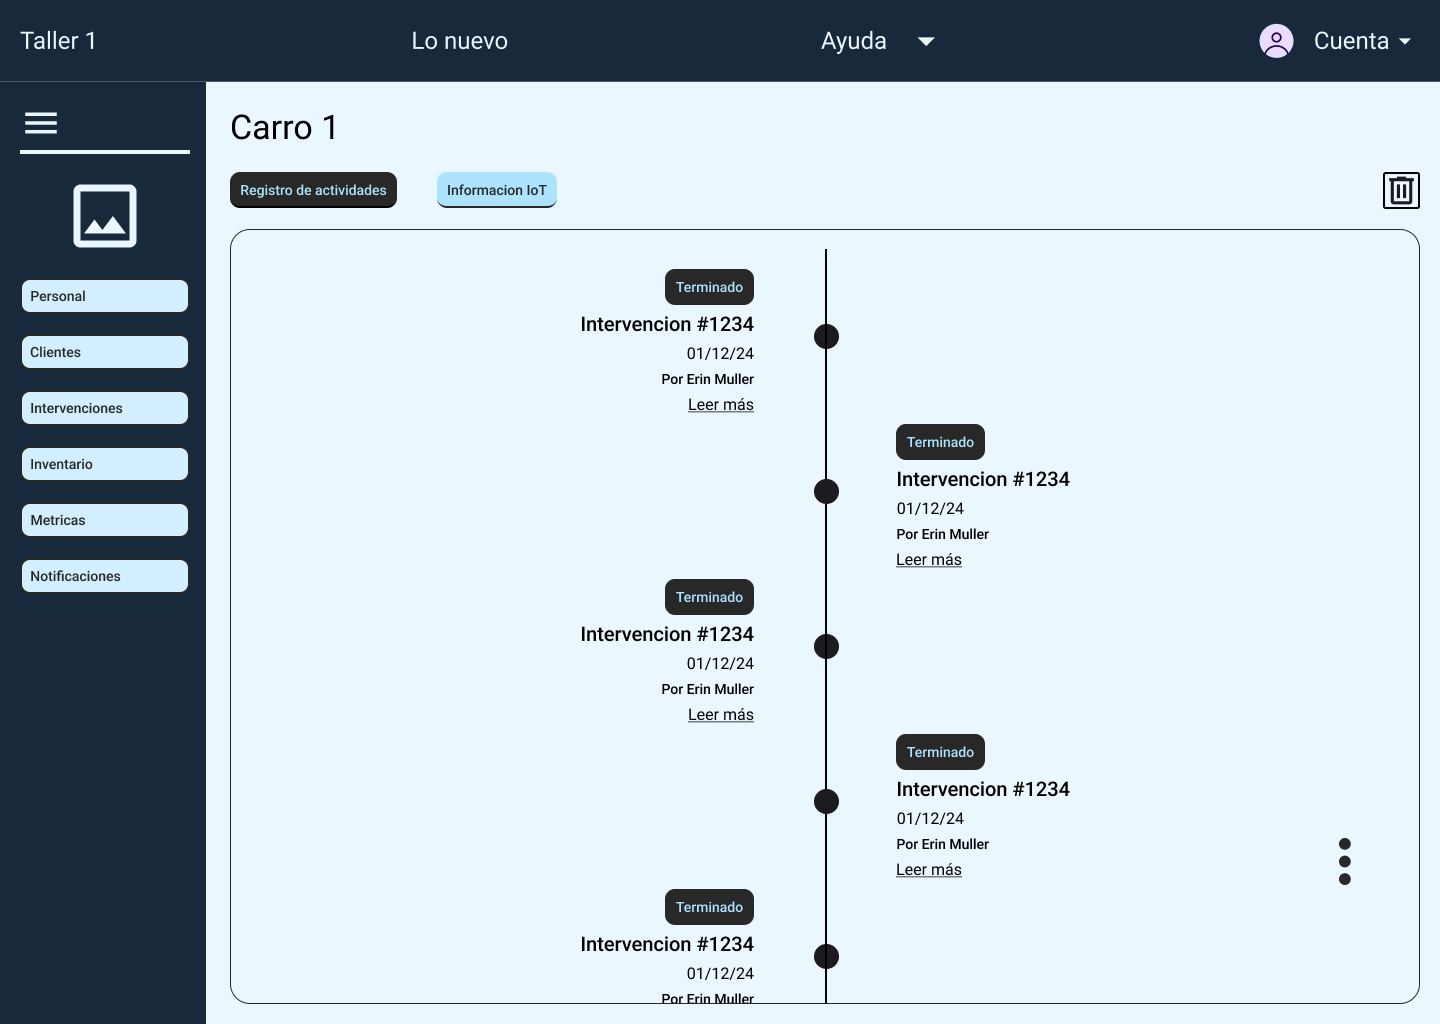 Taller 1
Lo nuevo
Ayuda
Cuenta
Carro 1
Registro de actividades
Informacion IoT
Personal
Clientes
Intervenciones
Inventario
Metricas
Notificaciones
Terminado
Intervencion #1234
01/12/24
Por Erin Muller
Leer más
Terminado
Intervencion #1234
01/12/24
Por Erin Muller
Leer más
Terminado
Intervencion #1234
01/12/24
Por Erin Muller
Leer más
Terminado
Intervencion #1234
01/12/24
Por Erin Muller
Leer más
Terminado
Intervencion #1234
01/12/24
Por Erin Muller